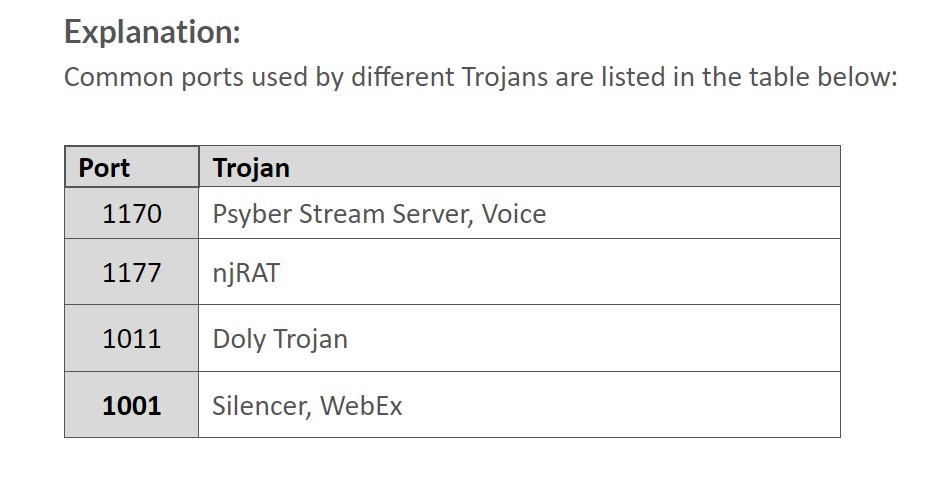 Explanation:
Common ports used by different Trojans are listed in the table below:
Port Trojan
1170 Psyber Stream Server, Voice
1177 njRAT
1011 Doly Trojan
1001 Silencer, WebEx